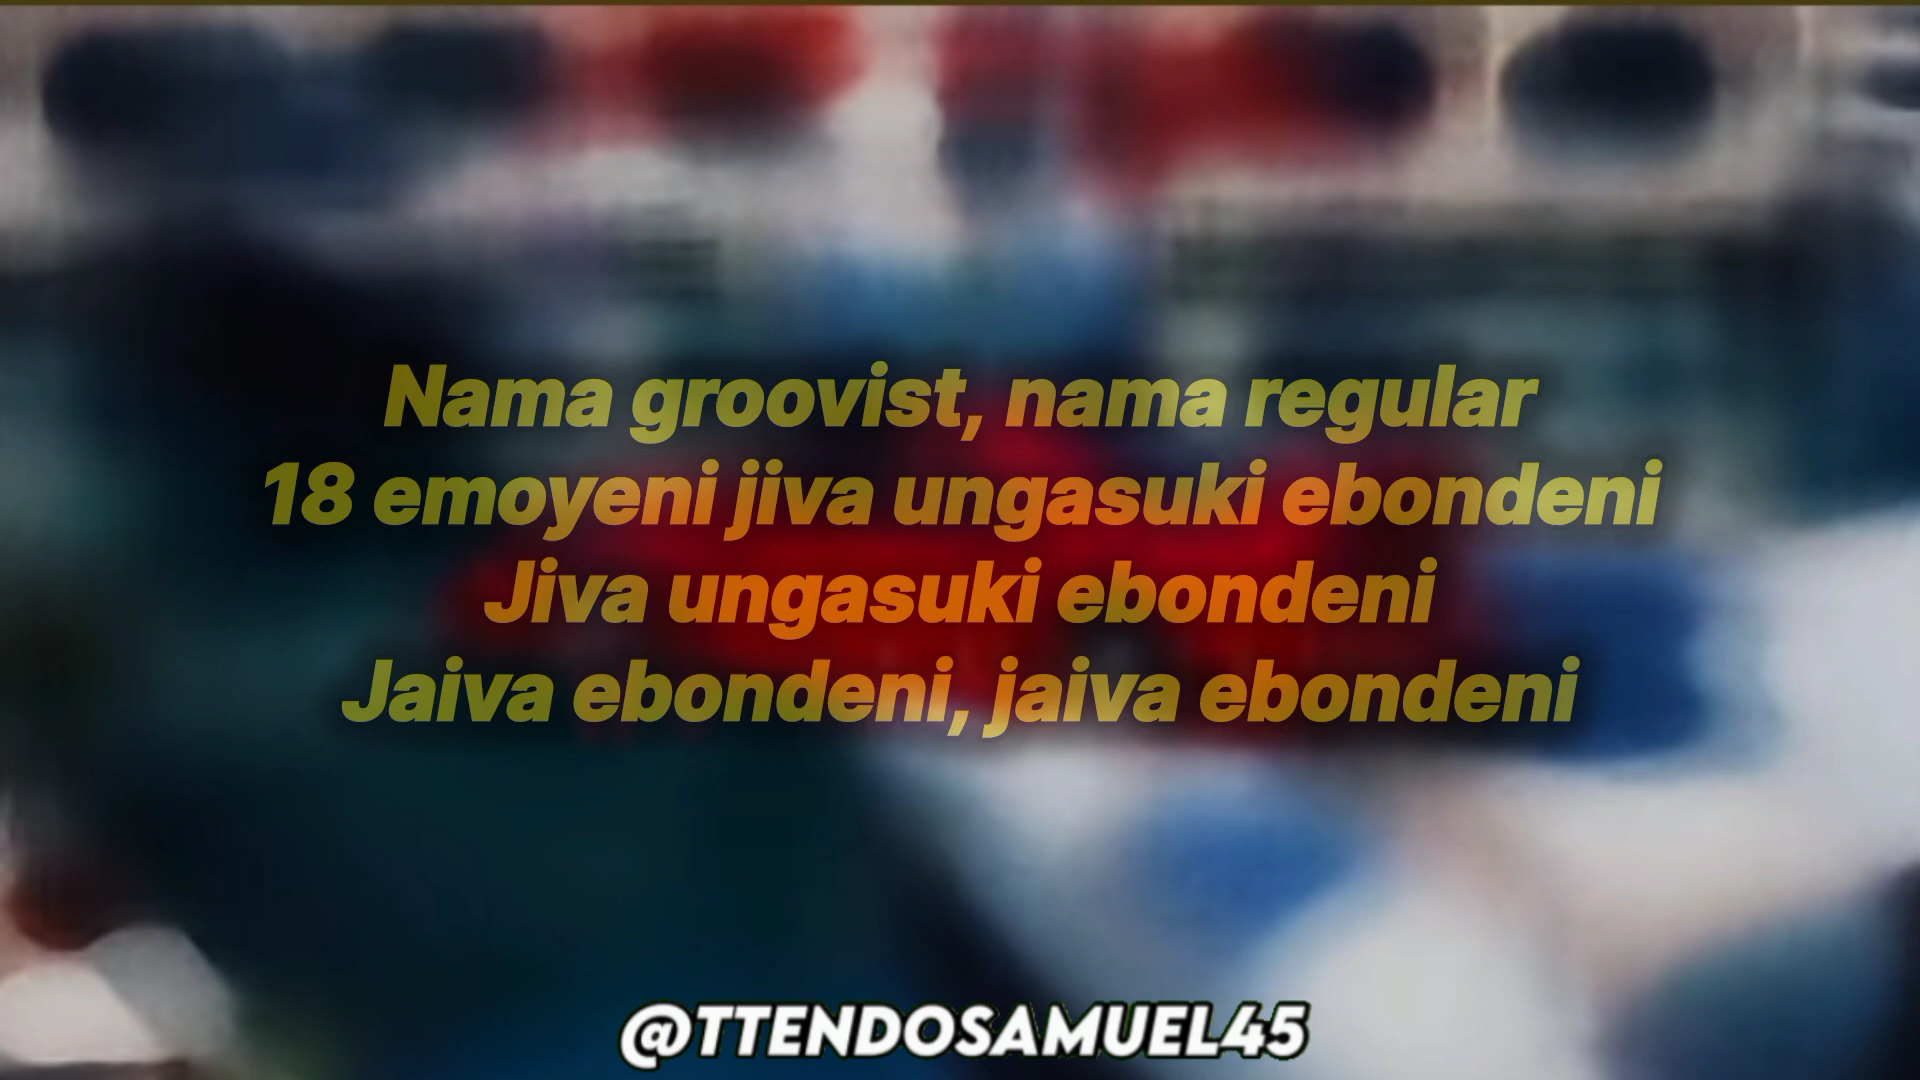 Nama groovist, nama regular
18 emoyeni jiva ungasuki ebondeni
Jiva ungasuki ebondeni
Jaiva ebondeni, jaiva ebondeni
@TTENDOSAMUEL45